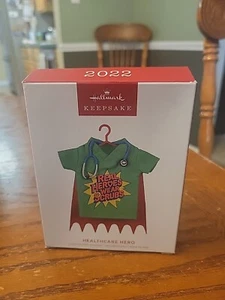 2022
Hallmark
KEEPSAKE
REAL
HEROES
WEAR
SCRUBS
HEALTHCARE HERO